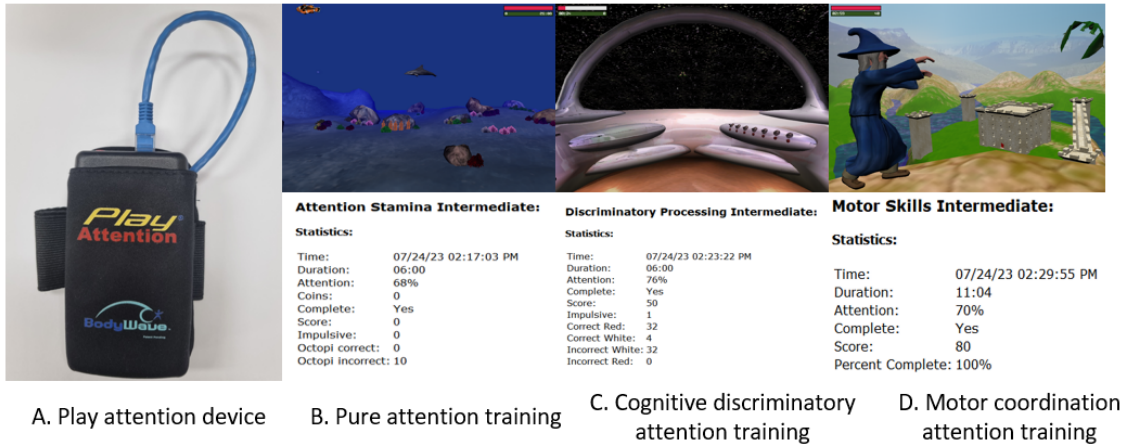 Play
Attention
BodyWave
Attention Stamina Intermediate:
Statistics:
Time: 07/24/23 02:17:03 PM
Duration: 06:00
Attention: 68%
Coins: 0
Complete: Yes
Score: 0
Impulsive: 0
Octopi correct: 0
Octopi incorrect: 10
Discriminatory Processing Intermediate:
Statistics:
Time: 07/24/23 02:23:22 PM
Duration: 06:00
Attention: 76%
Complete: Yes
Score: 50
Impulsive: 1
Correct Red: 32
Correct White: 4
Incorrect White: 32
Incorrect Red: 0
Motor Skills Intermediate:
Statistics:
Time: 07/24/23 02:29:55 PM
Duration: 11:04
Attention: 70%
Complete: Yes
Score: 80
Percent Complete: 100%
A. Play attention device
B. Pure attention training
C. Cognitive discriminatory
attention training
D. Motor coordination
attention training